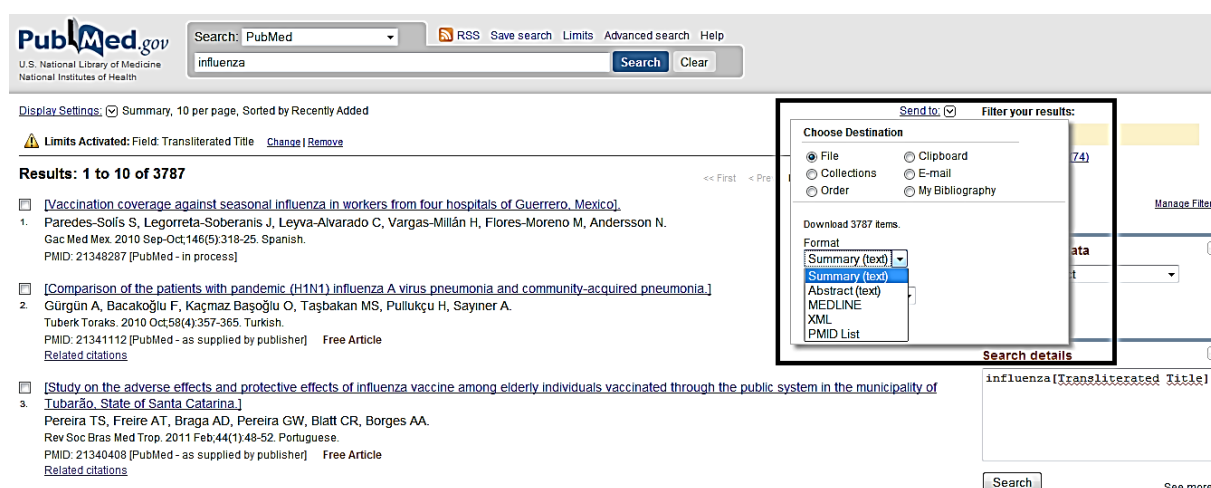 PubMed.gov
U.S. National Library of Medicine
National Institutes of Health
Search: PubMed
RSS Save search Limits Advanced search Help
influenza
Search Clear
Display Settings: Summary, 10 per page, Sorted by Recently Added
Send to:
Filter your results:
Limits Activated: Field: Transliterated Title Change | Remove
Results: 1 to 10 of 3787
<< First < Pre
[Vaccination coverage against seasonal influenza in workers from four hospitals of Guerrero, Mexico].
1. Paredes-Solís S, Legorreta-Soberanis J, Leyva-Alvarado C, Vargas-Millán H, Flores-Moreno M, Andersson N.
Gac Med Mex. 2010 Sep-Oct;146(5):318-25. Spanish.
PMID: 21348287 [PubMed - in process]
[Comparison of the patients with pandemic (H1N1) influenza A virus pneumonia and community-acquired pneumonia.]
2. Gürgün A, Bacakoğlu F, Kaçmaz Başoğlu O, Taşbakan MS, Pullukçu H, Sayıner A.
Tuberk Toraks. 2010 Oct;58(4):357-365. Turkish.
PMID: 21341112 [PubMed - as supplied by publisher] Free Article
Related citations
[Study on the adverse effects and protective effects of influenza vaccine among elderly individuals vaccinated through the public system in the municipality of
3. Tubarão, State of Santa Catarina.]
Pereira TS, Freire AT, Braga AD, Pereira GW, Blatt CR, Borges AA.
Rev Soc Bras Med Trop. 2011 Feb;44(1):48-52. Portuguese.
PMID: 21340408 [PubMed - as supplied by publisher] Free Article
Related citations
Choose Destination
File Clipboard
Collections E-mail
Order My Bibliography
Download 3787 items.
Format
Summary (text)
Summary (text)
Abstract (text)
MEDLINE
XML
PMID List
74)
Manage Filter
ata
Search details
influenza[Transliterated Title]
Search
See more